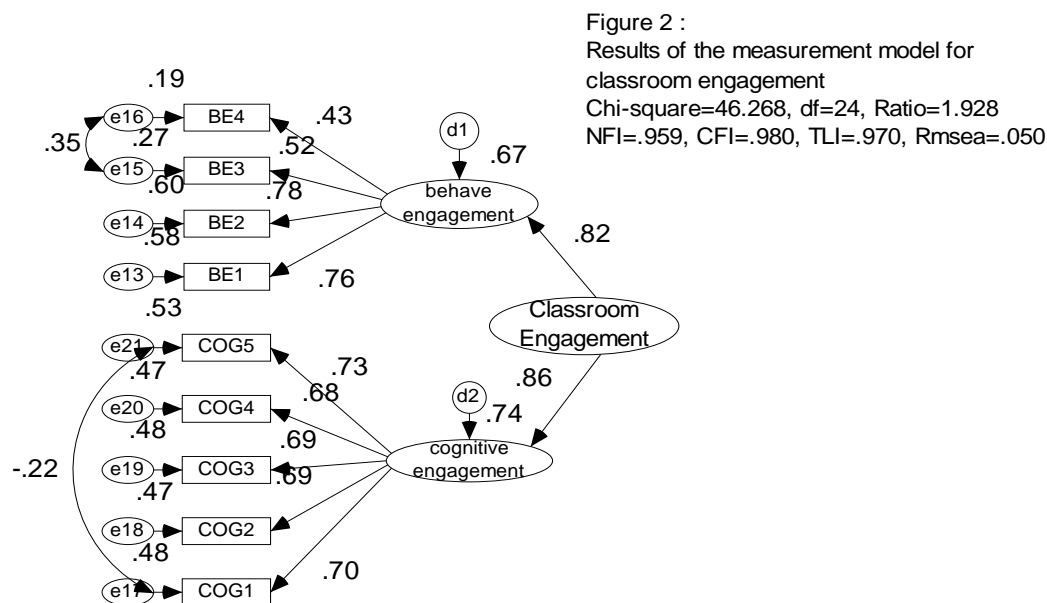 Figure 2 :
Results of the measurement model for
classroom engagement
Chi-square=46.268, df=24, Ratio=1.928
NFI=.959, CFI=.980, TLI=.970, Rmsea=.050
.19
e16
BE4
.43
.35
.27
e15
BE3
.52
.60
e14
BE2
.78
.58
e13
BE1
.76
d1
.67
behave
engagement
.82
Classroom
Engagement
.86
.53
e21
COG5
.73
.47
e20
COG4
.68
.48
e19
COG3
.69
.47
e18
COG2
.69
.48
e17
COG1
.70
-.22
d2
.74
cognitive
engagement